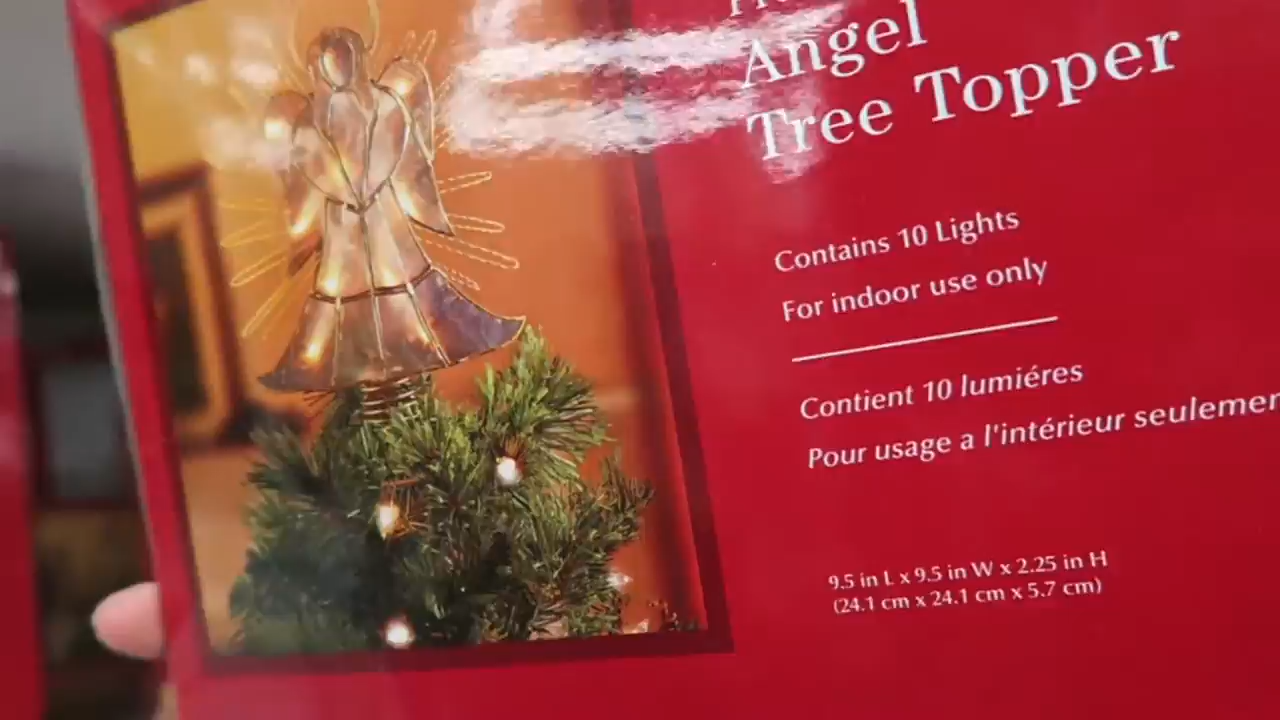 Angel
Tree Topper
Contains 10 Lights
For indoor use only
Contient 10 lumiéres
Pour usage a l'intérieur seulemen
9.5 in L x 9.5 in W x 2.25 in H
(24.1 cm x 24.1 cm x 5.7 cm)